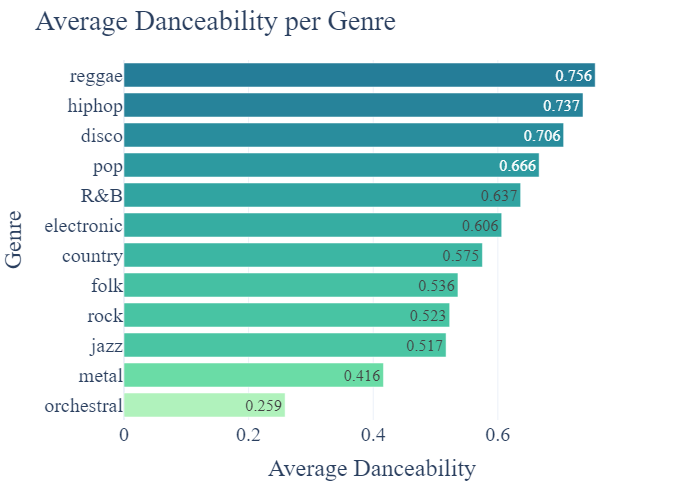 Average Danceability per Genre
Genre
reggae 0.756
hiphop 0.737
disco 0.706
pop 0.666
R&B 0.637
electronic 0.606
country 0.575
folk 0.536
rock 0.523
jazz 0.517
metal 0.416
orchestral 0.259
0 0.2 0.4 0.6
Average Danceability